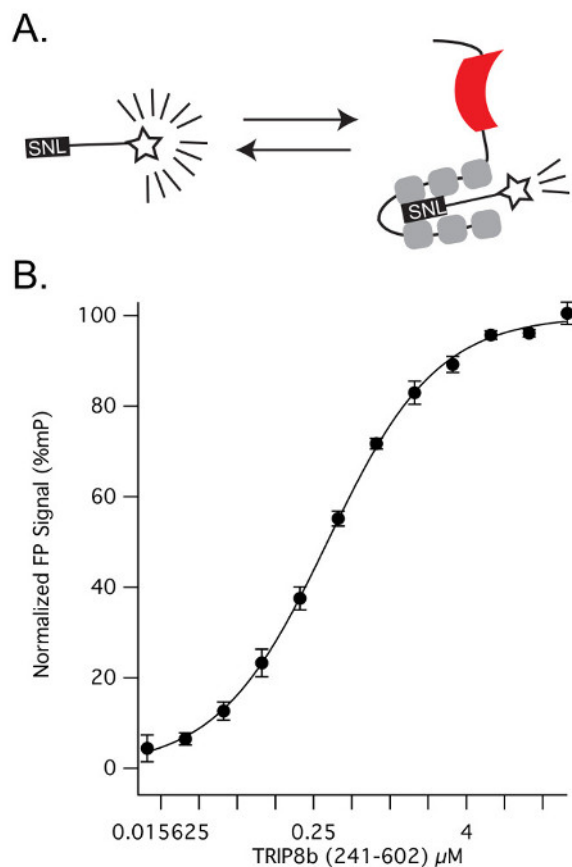 A.
SNL
SNL
B.
100
80
60
40
20
0
Normalized FP Signal (%mP)
0.015625 0.25 4
TRIP8b (241-602) μM